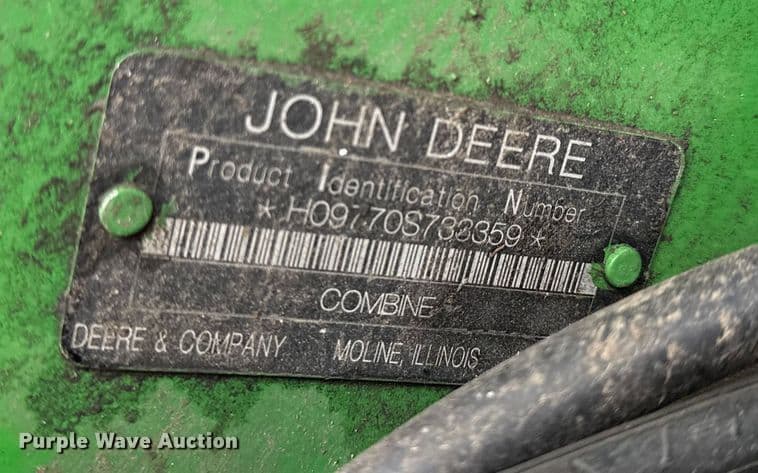 JOHN DEERE
Product Identification Number
* H09770S733359 *
COMBINE
DEERE & COMPANY MOLINE, ILLINOIS
Purple Wave Auction